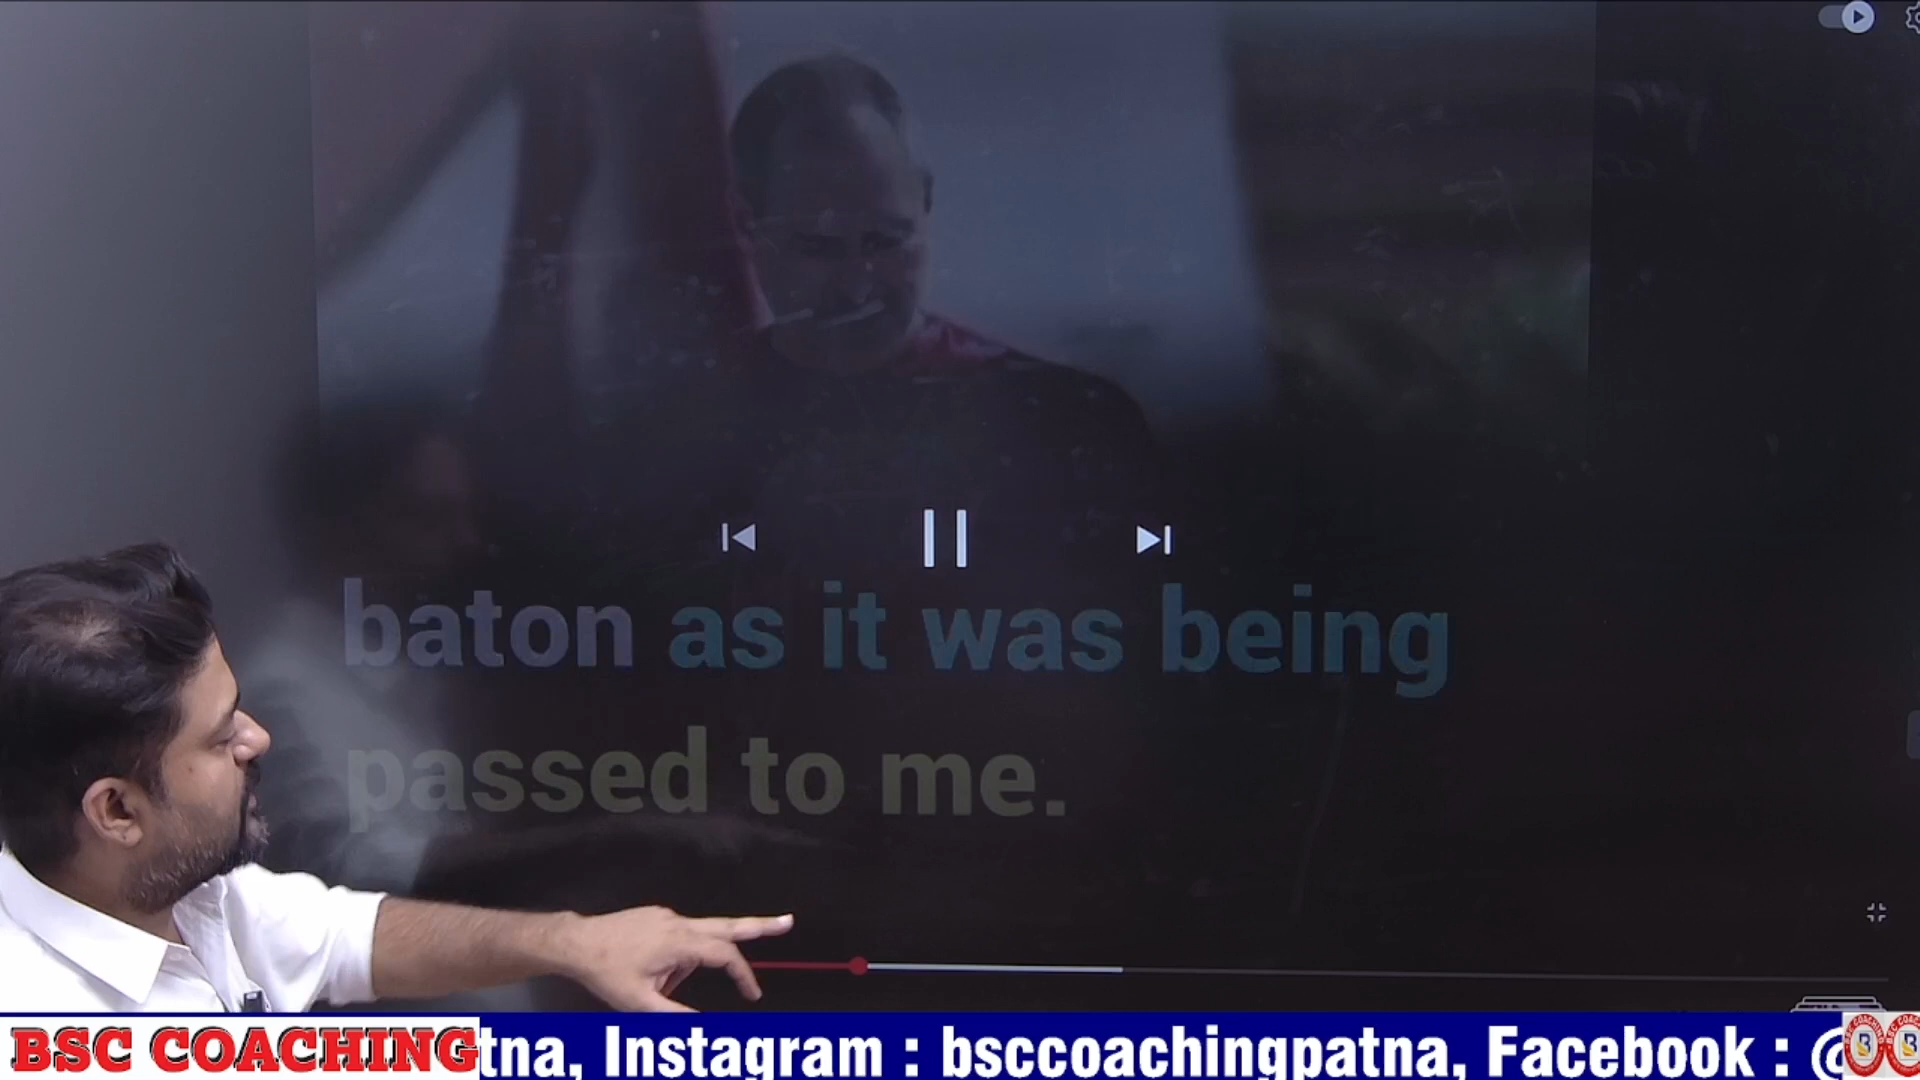 baton as it was being
passed to me.
BSC COACHING
tna, Instagram : bsccoachingpatna, Facebook : @